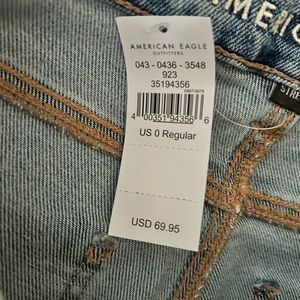 AMERICAN EAGLE
OUTFITTERS
043 - 0436 - 3548
923
35194356
4 00351 94356 6
US 0 Regular
USD 69.95